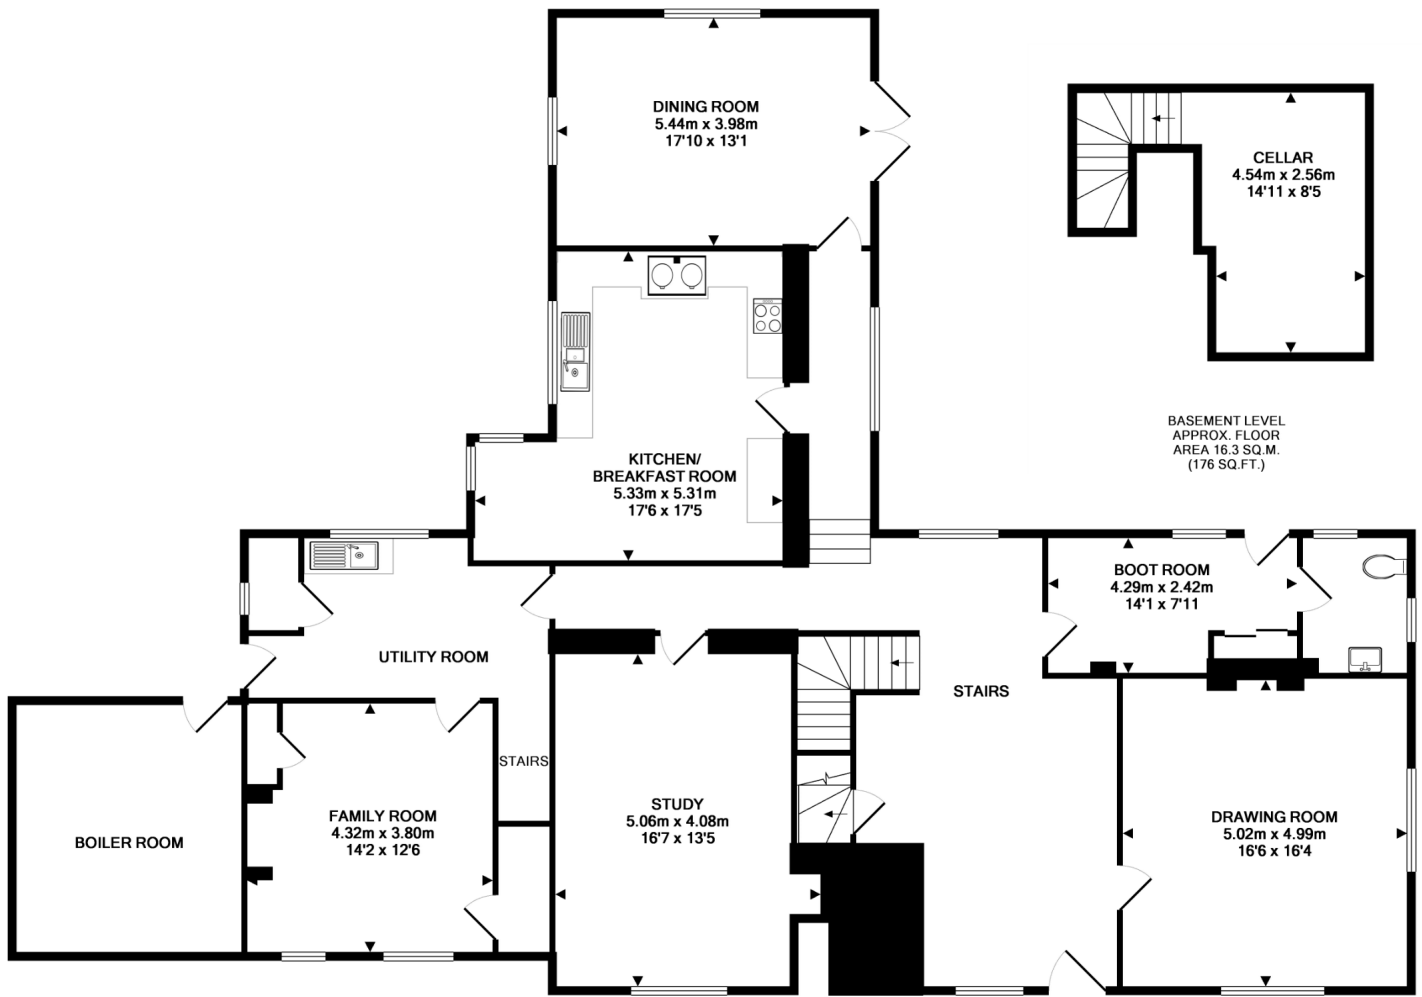 DINING ROOM
5.44m x 3.98m
17'10 x 13'1
CELLAR
4.54m x 2.56m
14'11 x 8'5
BASEMENT LEVEL
APPROX. FLOOR
AREA 16.3 SQ.M.
(176 SQ.FT.)
KITCHEN/
BREAKFAST ROOM
5.33m x 5.31m
17'6 x 17'5
BOOT ROOM
4.29m x 2.42m
14'1 x 7'11
UTILITY ROOM
STAIRS
STAIRS
BOILER ROOM
FAMILY ROOM
4.32m x 3.80m
14'2 x 12'6
STUDY
5.06m x 4.08m
16'7 x 13'5
DRAWING ROOM
5.02m x 4.99m
16'6 x 16'4